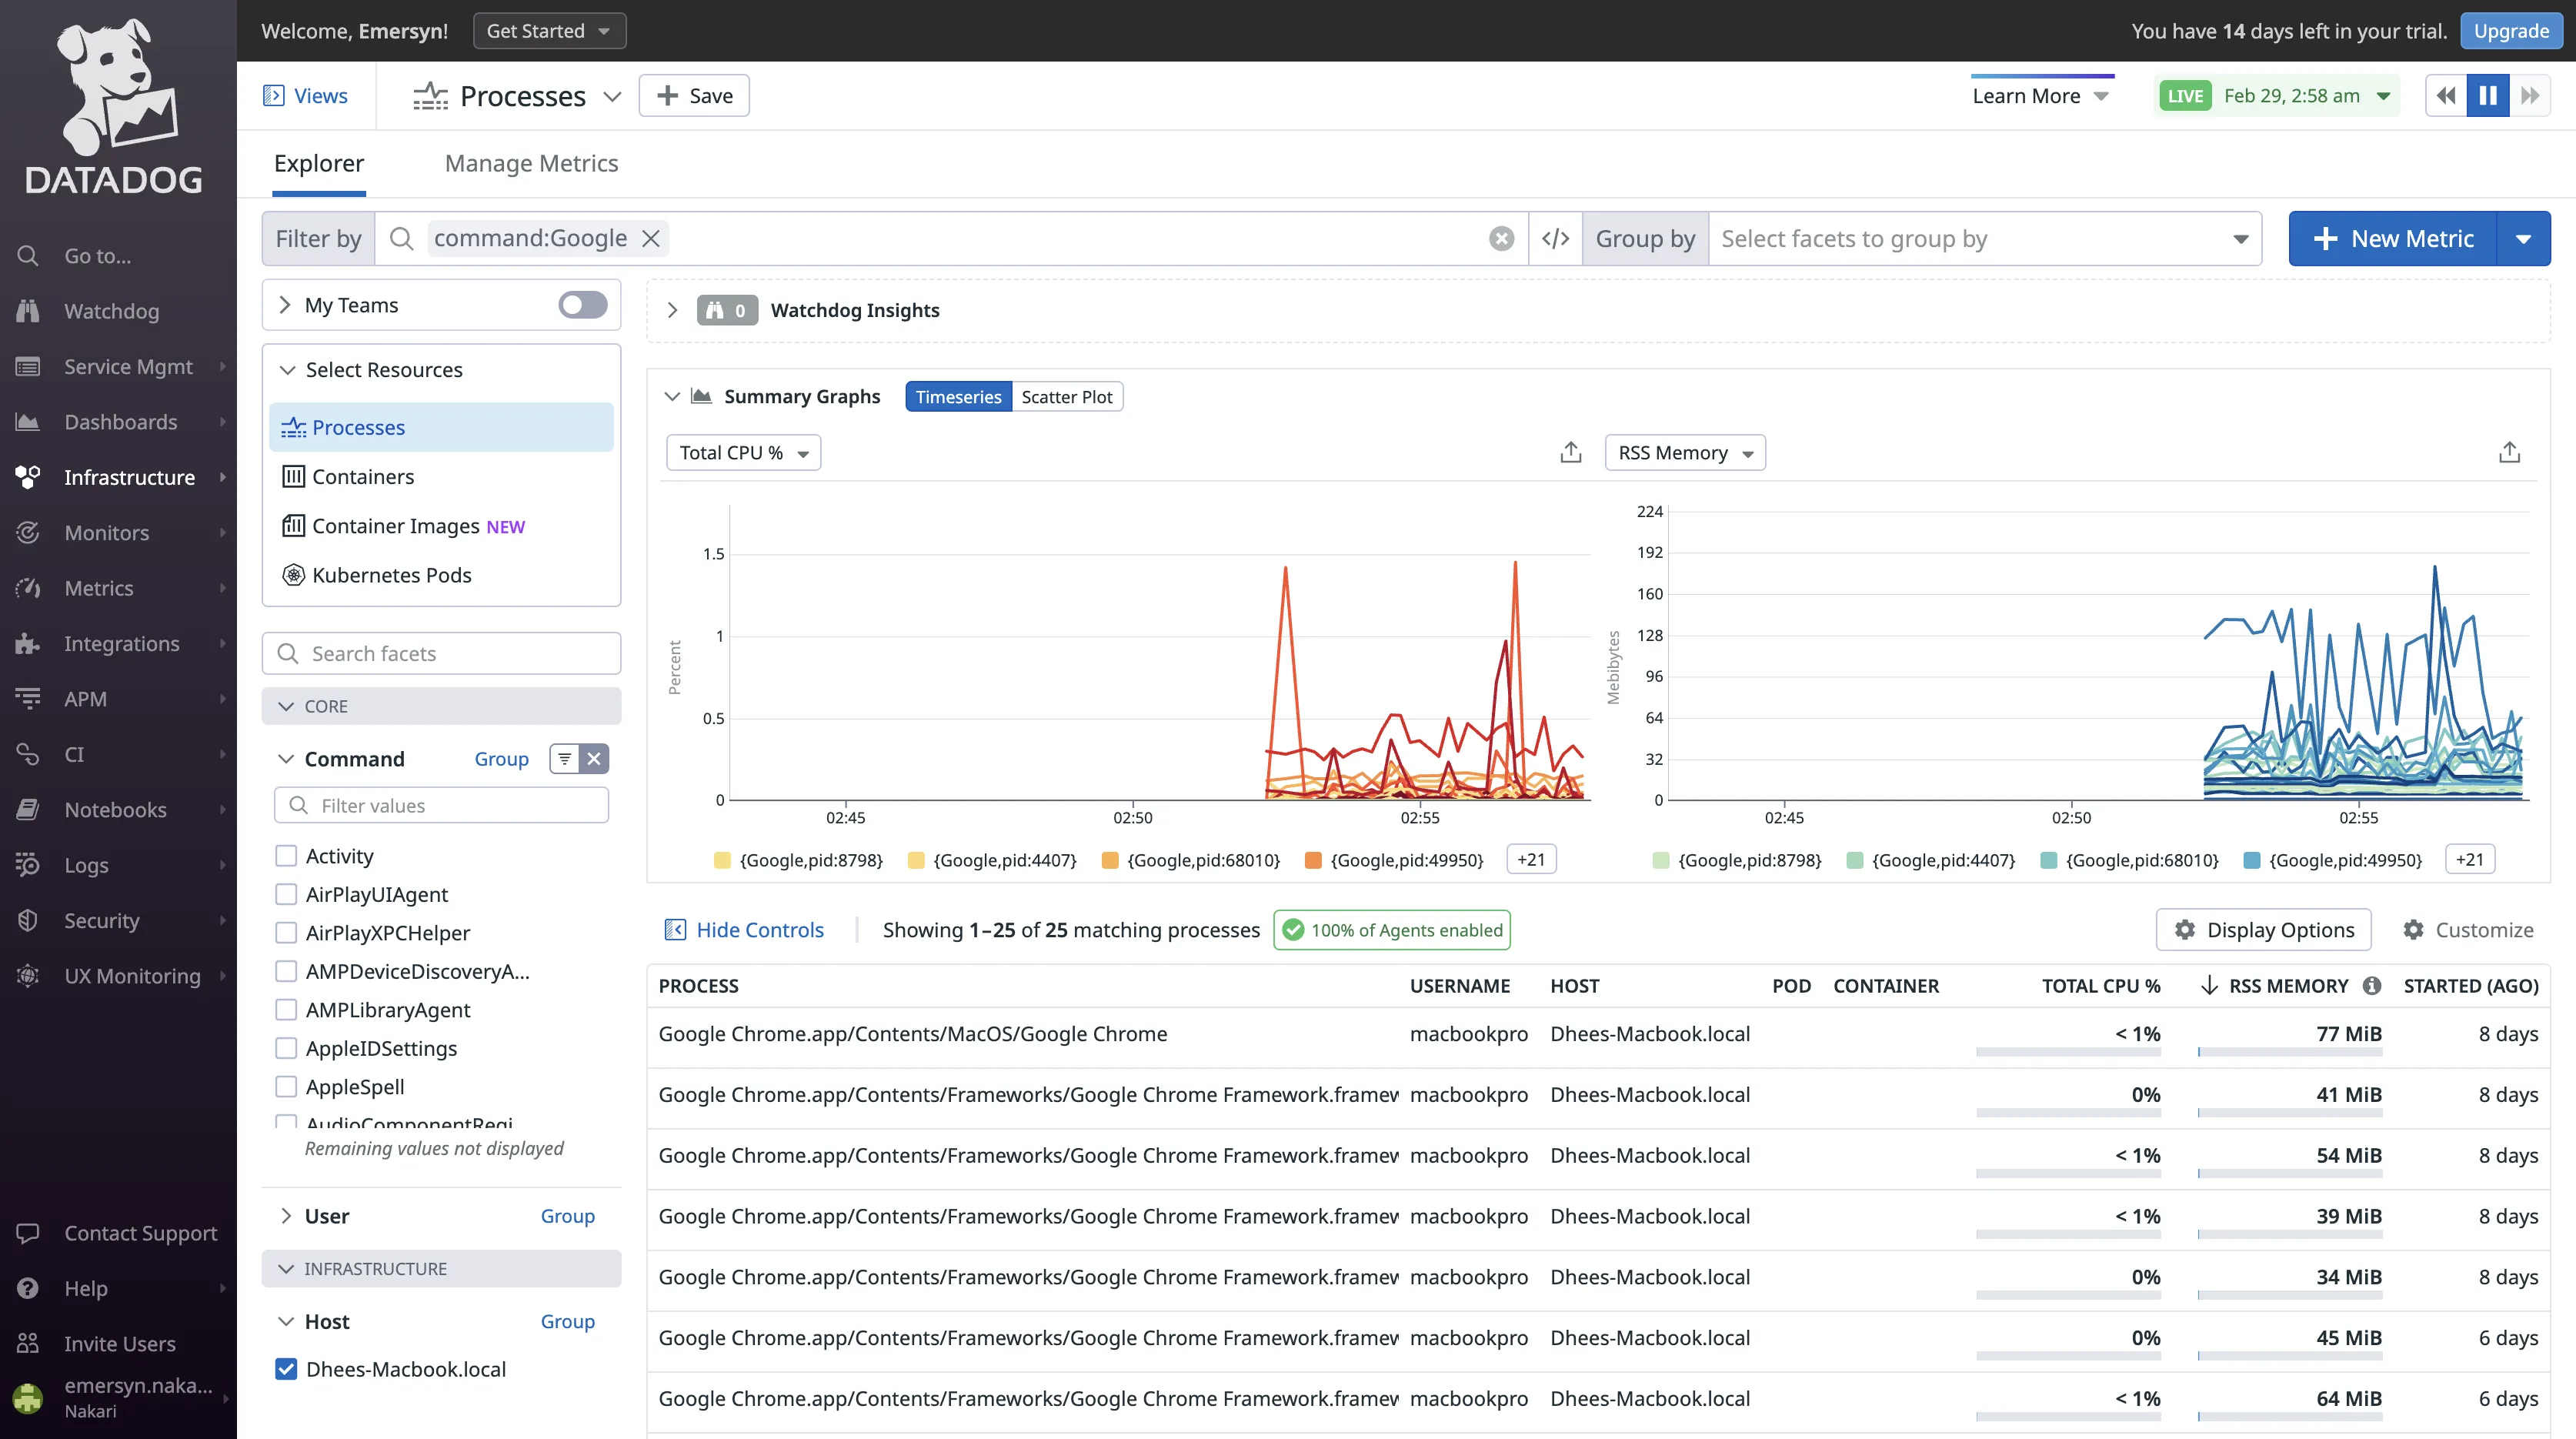 Welcome, Emersyn!
Get Started
You have 14 days left in your trial.
Upgrade
DATADOG
Go to...
Watchdog
Service Mgmt
Dashboards
Infrastructure
Monitors
Metrics
Integrations
APM
CI
Notebooks
Logs
Security
UX Monitoring
Contact Support
Help
Invite Users
emersyn.naka...
Nakari
Views
Processes
Save
Learn More
LIVE
Feb 29, 2:58 am
Explorer
Manage Metrics
Filter by
command:Google
Group by
Select facets to group by
New Metric
My Teams
Select Resources
Processes
Containers
Container Images NEW
Kubernetes Pods
Search facets
CORE
Command
Group
Filter values
Activity
AirPlayUIAgent
AirPlayXPCHelper
AMPDeviceDiscoveryA...
AMPLibraryAgent
AppleIDSettings
AppleSpell
AudioComponentRegi
Remaining values not displayed
User
Group
INFRASTRUCTURE
Host
Group
Dhees-Macbook.local
0
Watchdog Insights
Summary Graphs
Timeseries
Scatter Plot
Total CPU %
Percent
1.5
1
0.5
0
02:45
02:50
02:55
{Google,pid:8798}
{Google,pid:4407}
{Google,pid:68010}
{Google,pid:49950}
+21
RSS Memory
Mebibytes
224
192
160
128
96
64
32
0
02:45
02:50
02:55
{Google,pid:8798}
{Google,pid:4407}
{Google,pid:68010}
{Google,pid:49950}
+21
Hide Controls
Showing 1–25 of 25 matching processes
100% of Agents enabled
Display Options
Customize
PROCESS USERNAME HOST POD CONTAINER TOTAL CPU % RSS MEMORY STARTED (AGO)
Google Chrome.app/Contents/MacOS/Google Chrome macbookpro Dhees-Macbook.local < 1% 77 MiB 8 days
Google Chrome.app/Contents/Frameworks/Google Chrome Framework.framew macbookpro Dhees-Macbook.local 0% 41 MiB 8 days
Google Chrome.app/Contents/Frameworks/Google Chrome Framework.framew macbookpro Dhees-Macbook.local < 1% 54 MiB 8 days
Google Chrome.app/Contents/Frameworks/Google Chrome Framework.framew macbookpro Dhees-Macbook.local < 1% 39 MiB 8 days
Google Chrome.app/Contents/Frameworks/Google Chrome Framework.framew macbookpro Dhees-Macbook.local 0% 34 MiB 8 days
Google Chrome.app/Contents/Frameworks/Google Chrome Framework.framew macbookpro Dhees-Macbook.local 0% 45 MiB 6 days
Google Chrome.app/Contents/Frameworks/Google Chrome Framework.framew macbookpro Dhees-Macbook.local < 1% 64 MiB 6 days